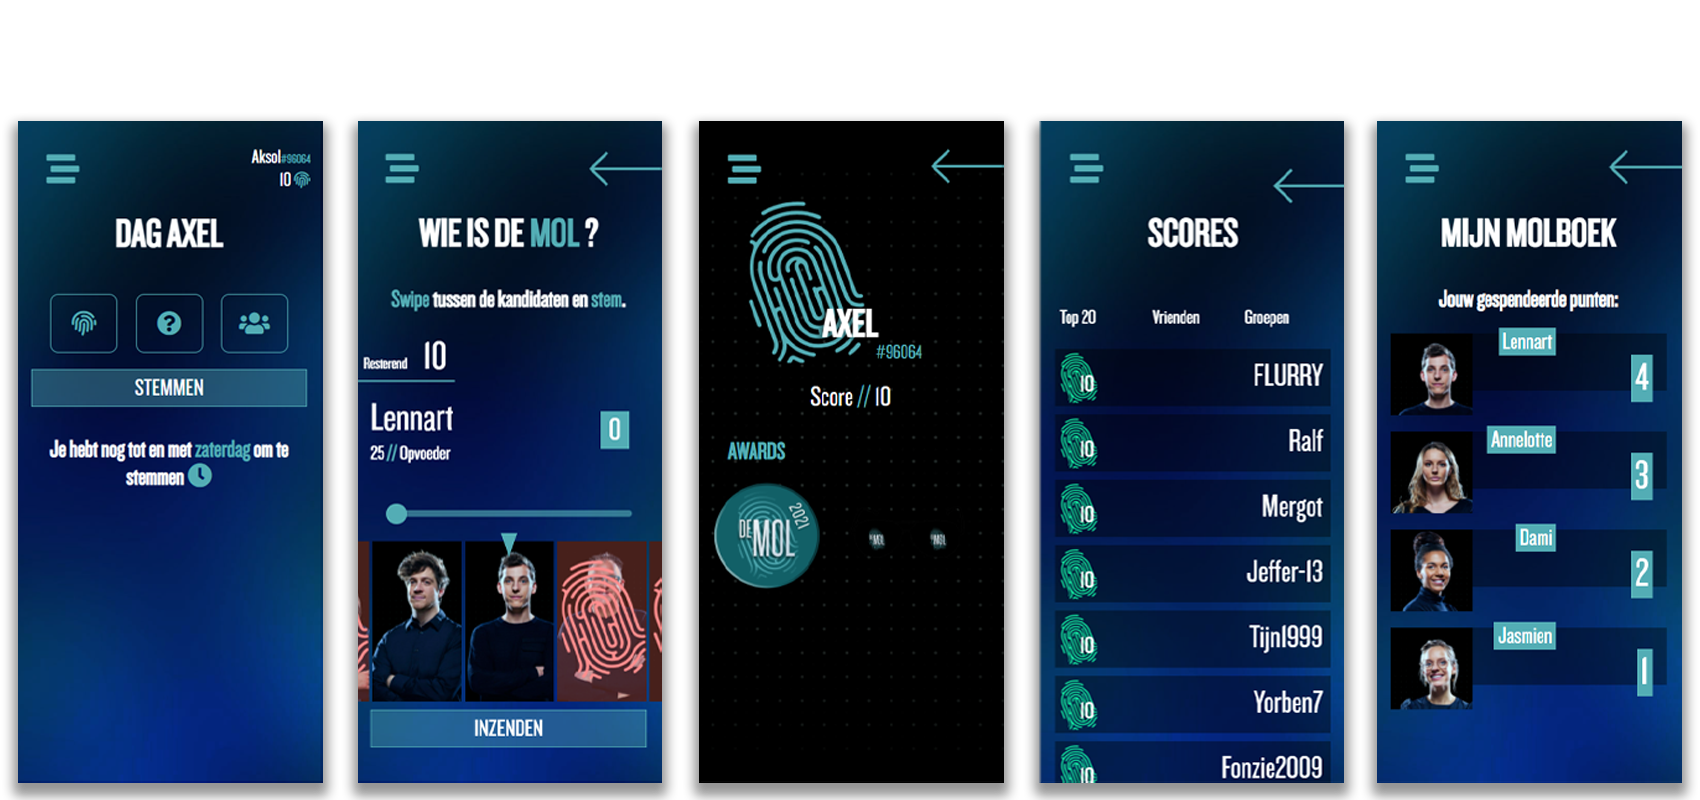 Aksol#96064
10
DAG AXEL
STEMMEN
Je hebt nog tot en met zaterdag om te
stemmen
WIE IS DE MOL ?
Swipe tussen de kandidaten en stem.
Resterend 10
Lennart
0
25 // Opvoeder
INZENDEN
AXEL
#96064
Score // 10
AWARDS
DE MOL 2021
SCORES
Top 20 Vrienden Groepen
10 FLURRY
10 Ralf
10 Mergot
10 Jeffer-13
10 Tijn1999
10 Yorben7
10 Fonzie2009
MIJN MOLBOEK
Jouw gespendeerde punten:
Lennart
4
Annelotte
3
Dami
2
Jasmien
1